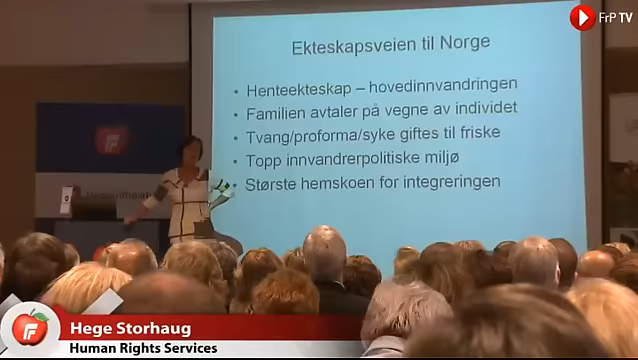 FrP TV
Ekteskapsveien til Norge
• Henteekteskap – hovedinnvandringen
• Familien avtaler på vegne av individet
• Tvang/proforma/syke giftes til friske
• Topp innvandrerpolitiske miljø
• Største hemskoen for integreringen
Hege Storhaug
Human Rights Services